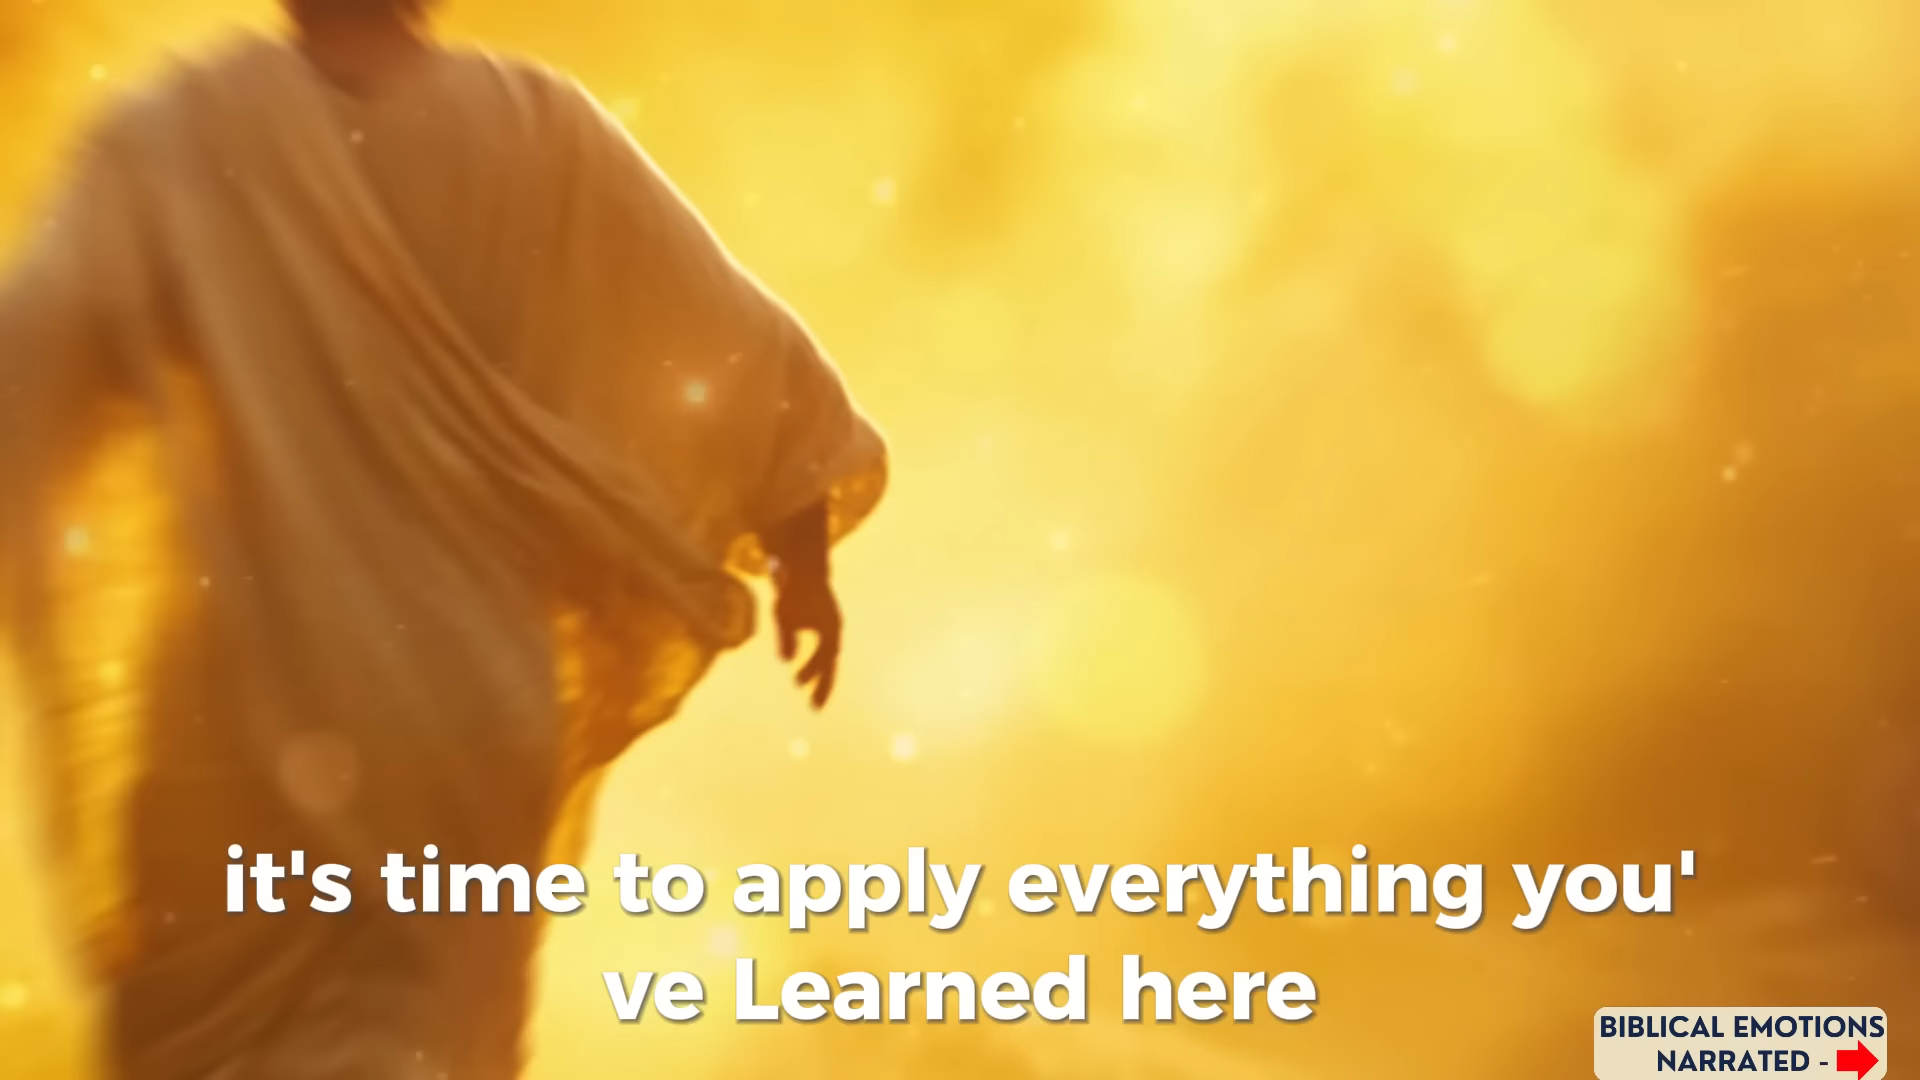 it's time to apply everything you'
ve Learned here
BIBLICAL EMOTIONS
NARRATED -